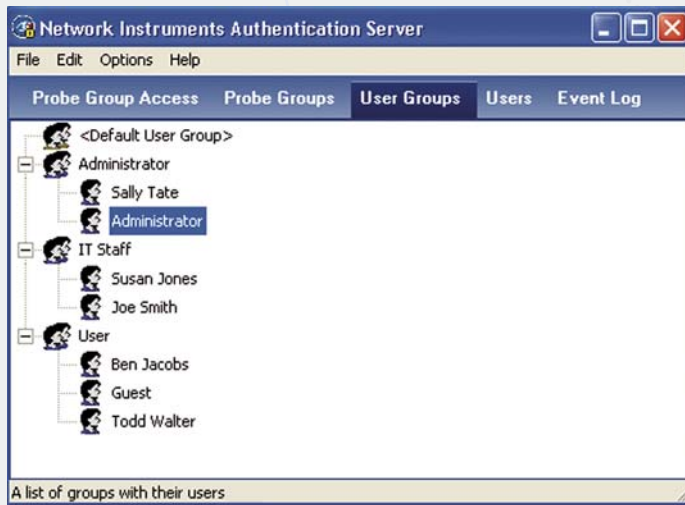 Network Instruments Authentication Server
File Edit Options Help
Probe Group Access Probe Groups User Groups Users Event Log
<Default User Group>
Administrator
Sally Tate
Administrator
IT Staff
Susan Jones
Joe Smith
User
Ben Jacobs
Guest
Todd Walter
A list of groups with their users